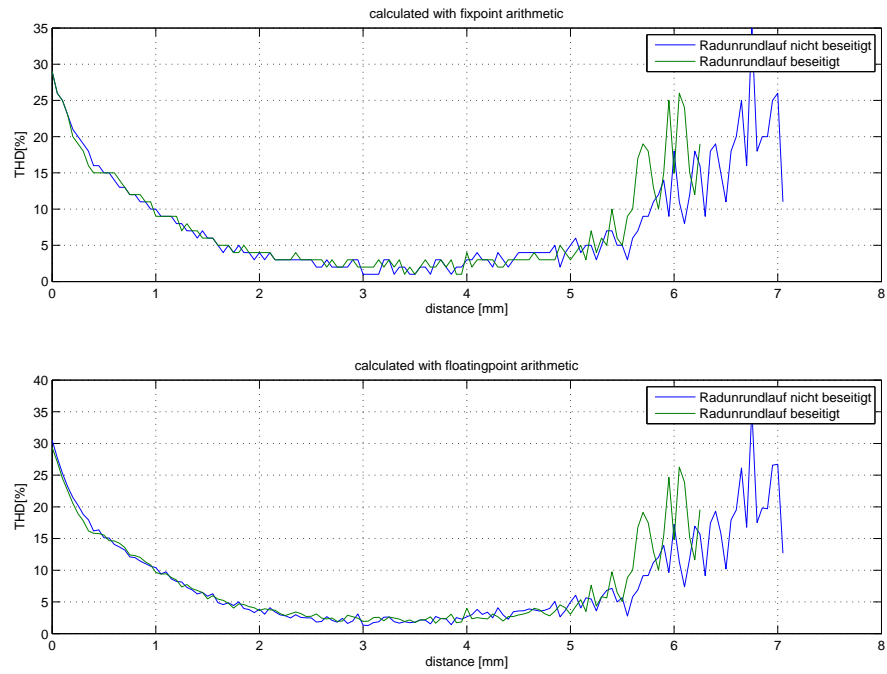 calculated with fixpoint arithmetic
35
30
25
20
15
10
5
0
THD[%]
Radunrundlauf nicht beseitigt
Radunrundlauf beseitigt
0 1 2 3 4 5 6 7 8
distance [mm]
calculated with floatingpoint arithmetic
40
35
30
25
20
15
10
5
0
THD[%]
Radunrundlauf nicht beseitigt
Radunrundlauf beseitigt
0 1 2 3 4 5 6 7 8
distance [mm]